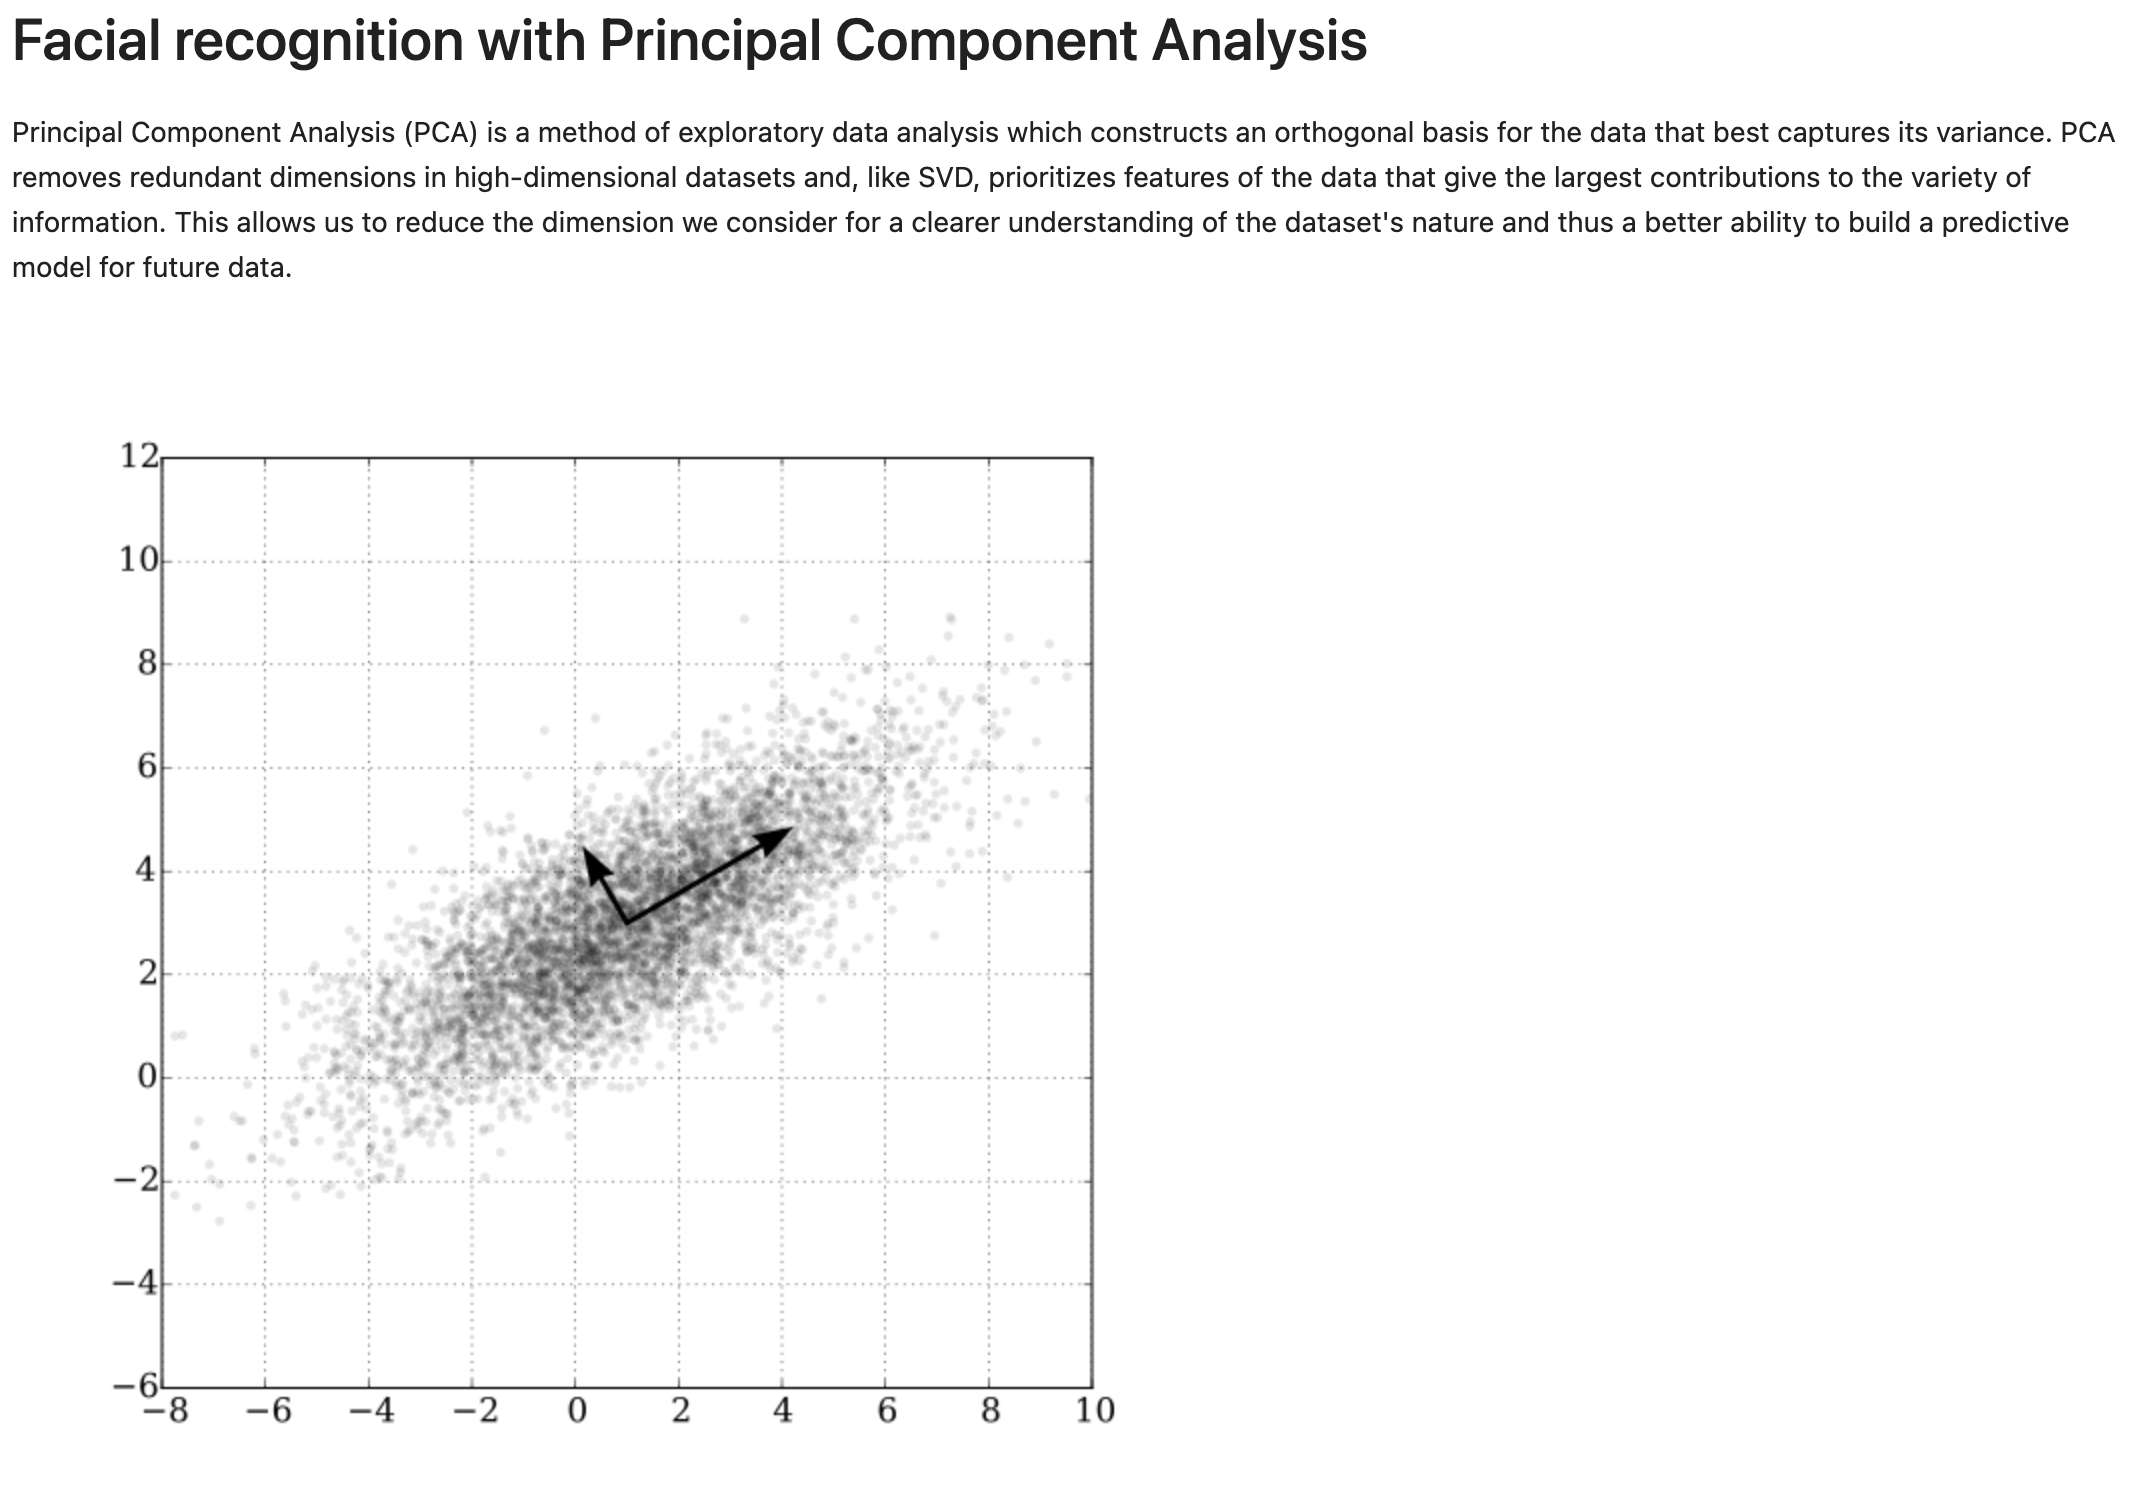 Facial recognition with Principal Component Analysis
Principal Component Analysis (PCA) is a method of exploratory data analysis which constructs an orthogonal basis for the data that best captures its variance. PCA
removes redundant dimensions in high-dimensional datasets and, like SVD, prioritizes features of the data that give the largest contributions to the variety of
information. This allows us to reduce the dimension we consider for a clearer understanding of the dataset's nature and thus a better ability to build a predictive
model for future data.
12
10
8
6
4
2
0
−2
−4
−6
−8 −6 −4 −2 0 2 4 6 8 10